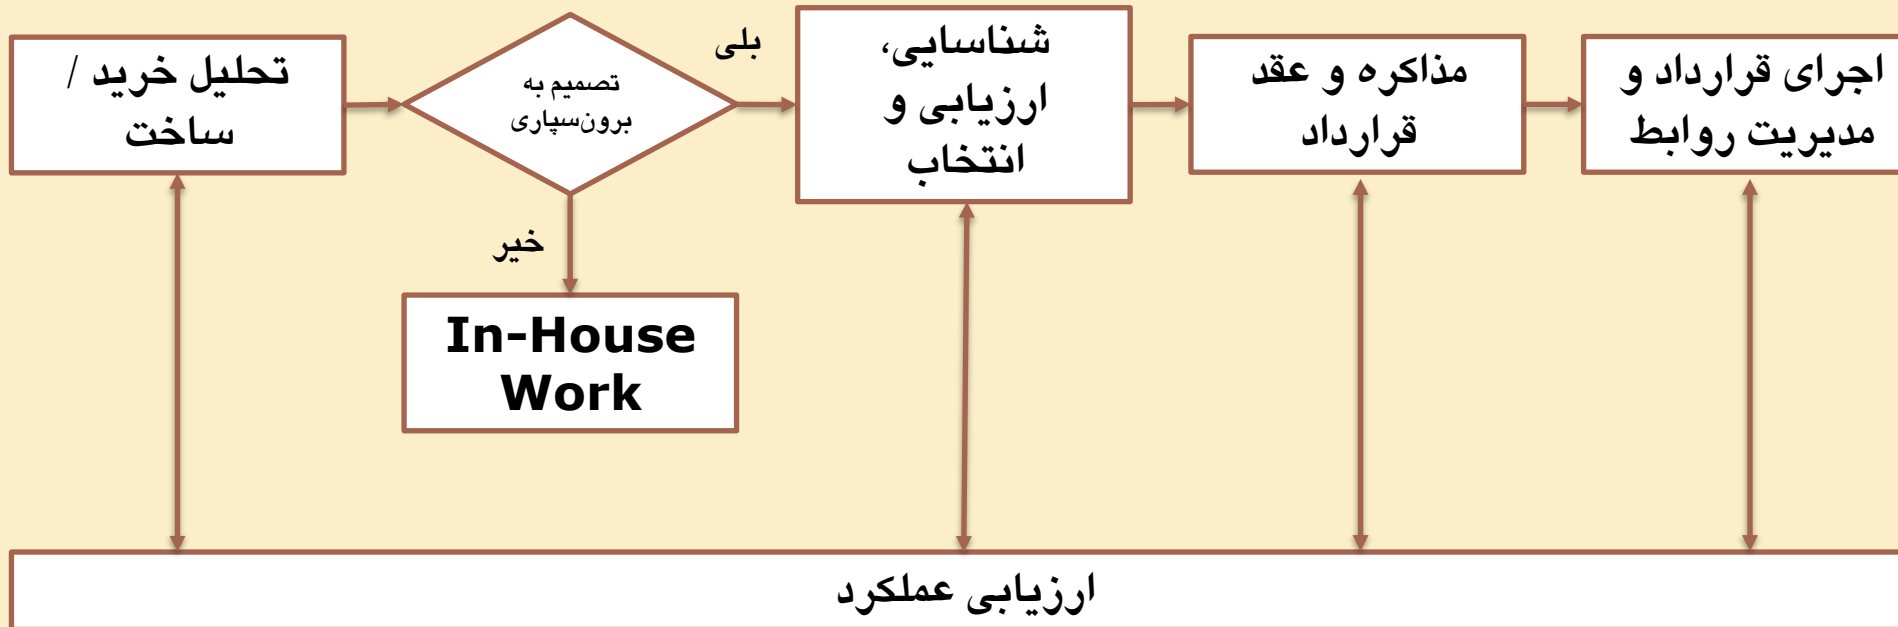 تحلیل خرید /
ساخت
تصمیم به
برون‌سپاری
بلی
خیر
In-House
Work
شناسایی،
ارزیابی و
انتخاب
مذاکره و عقد
قرارداد
اجرای قرارداد و
مدیریت روابط
ارزیابی عملکرد